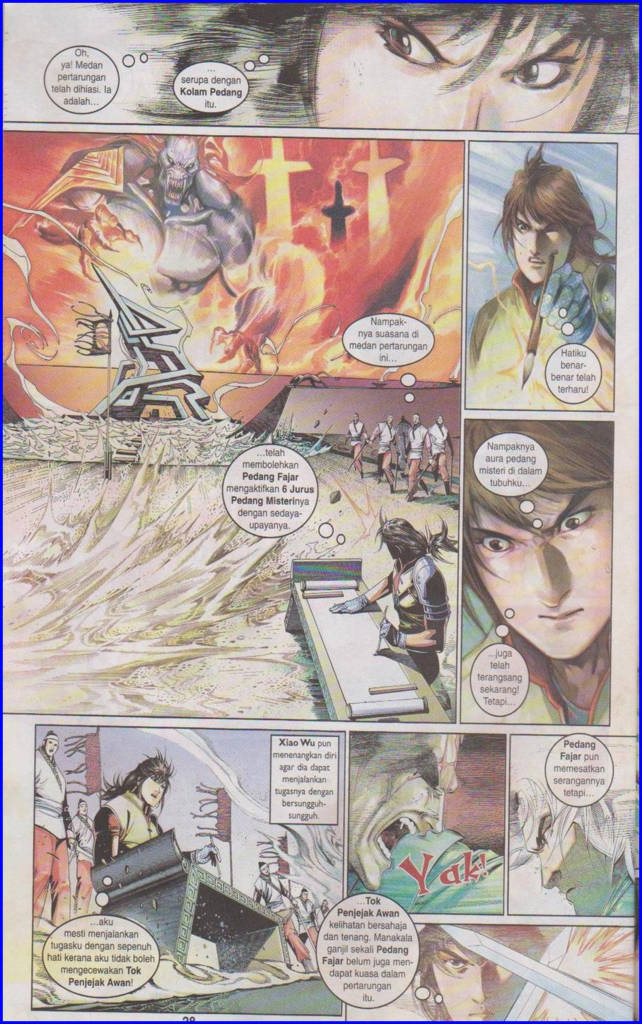 Oh,
ya! Medan
pertarungan
telah dihiasi. Ia
adalah...
...
serupa dengan
Kolam Pedang
itu.
Nampak-
nya suasana di
medan pertarungan
ini...
...telah
membolehkan
Pedang Fajar
mengaktifkan 6 Jurus
Pedang Misterinya
dengan sedaya-
upayanya.
Hatiku
benar-
benar telah
terharu!
Nampaknya
aura pedang
misteri di dalam
tubuhku...
...juga
telah
terangsang
sekarang!
Tetapi...
Xiao Wu pun
menenangkan diri
agar dia dapat
menjalankan
tugasnya dengan
bersungguh-
sungguh.
...aku
mesti menjalankan
tugasku dengan sepenuh
hati kerana aku tidak boleh
mengecewakan Tok
Penjejak Awan!
Yak!
Pedang
Fajar pun
memesatkan
serangannya
tetapi...
...Tok
Penjejak Awan
kelihatan bersahaja
dan tenang. Manakala
ganjil sekali Pedang
Fajar belum juga men-
dapat kuasa dalam
pertarungan
itu.
28